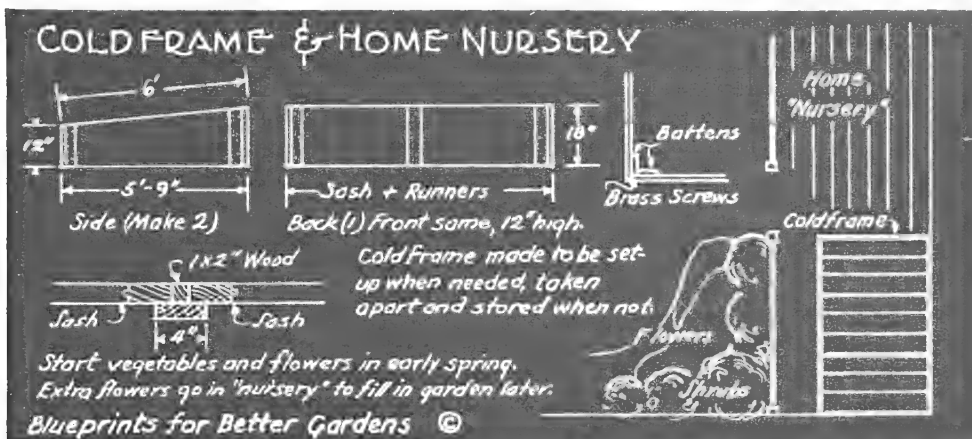 COLDFRAME & HOME NURSERY
6'
12"
5'-9"
Side (Make 2)
18"
Sash + Runners
Back (1) Front same, 12" high.
Battens
Brass Screws
Home
"Nursery"
Coldframe
1x2" Wood
Sash
Sash
4"
Cold Frame made to be set-
up when needed, taken
apart and stored when not.
Flowers
Shrubs
Start vegetables and flowers in early spring.
Extra flowers go in "nursery" to fill in garden later.
Blueprints for Better Gardens ©